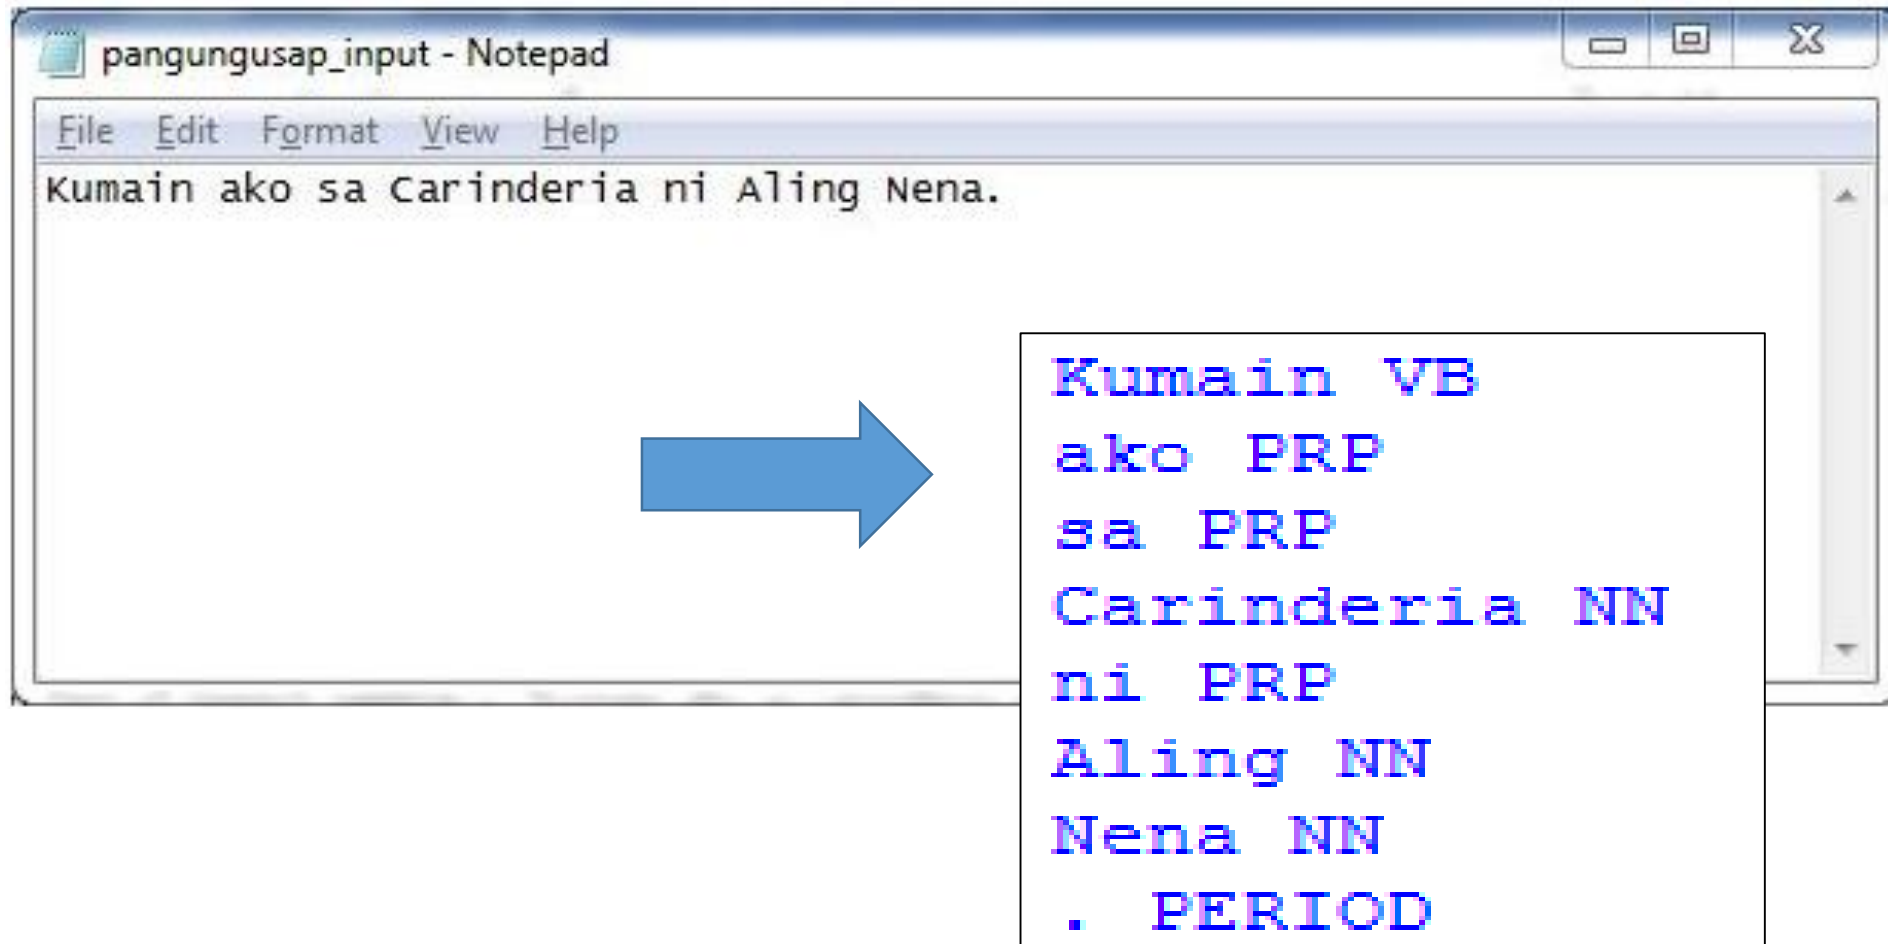 pangungusap_input - Notepad
File Edit Format View Help
Kumain ako sa Carinderia ni Aling Nena.
Kumain VB
ako PRP
sa PRP
Carinderia NN
ni PRP
Aling NN
Nena NN
. PERIOD